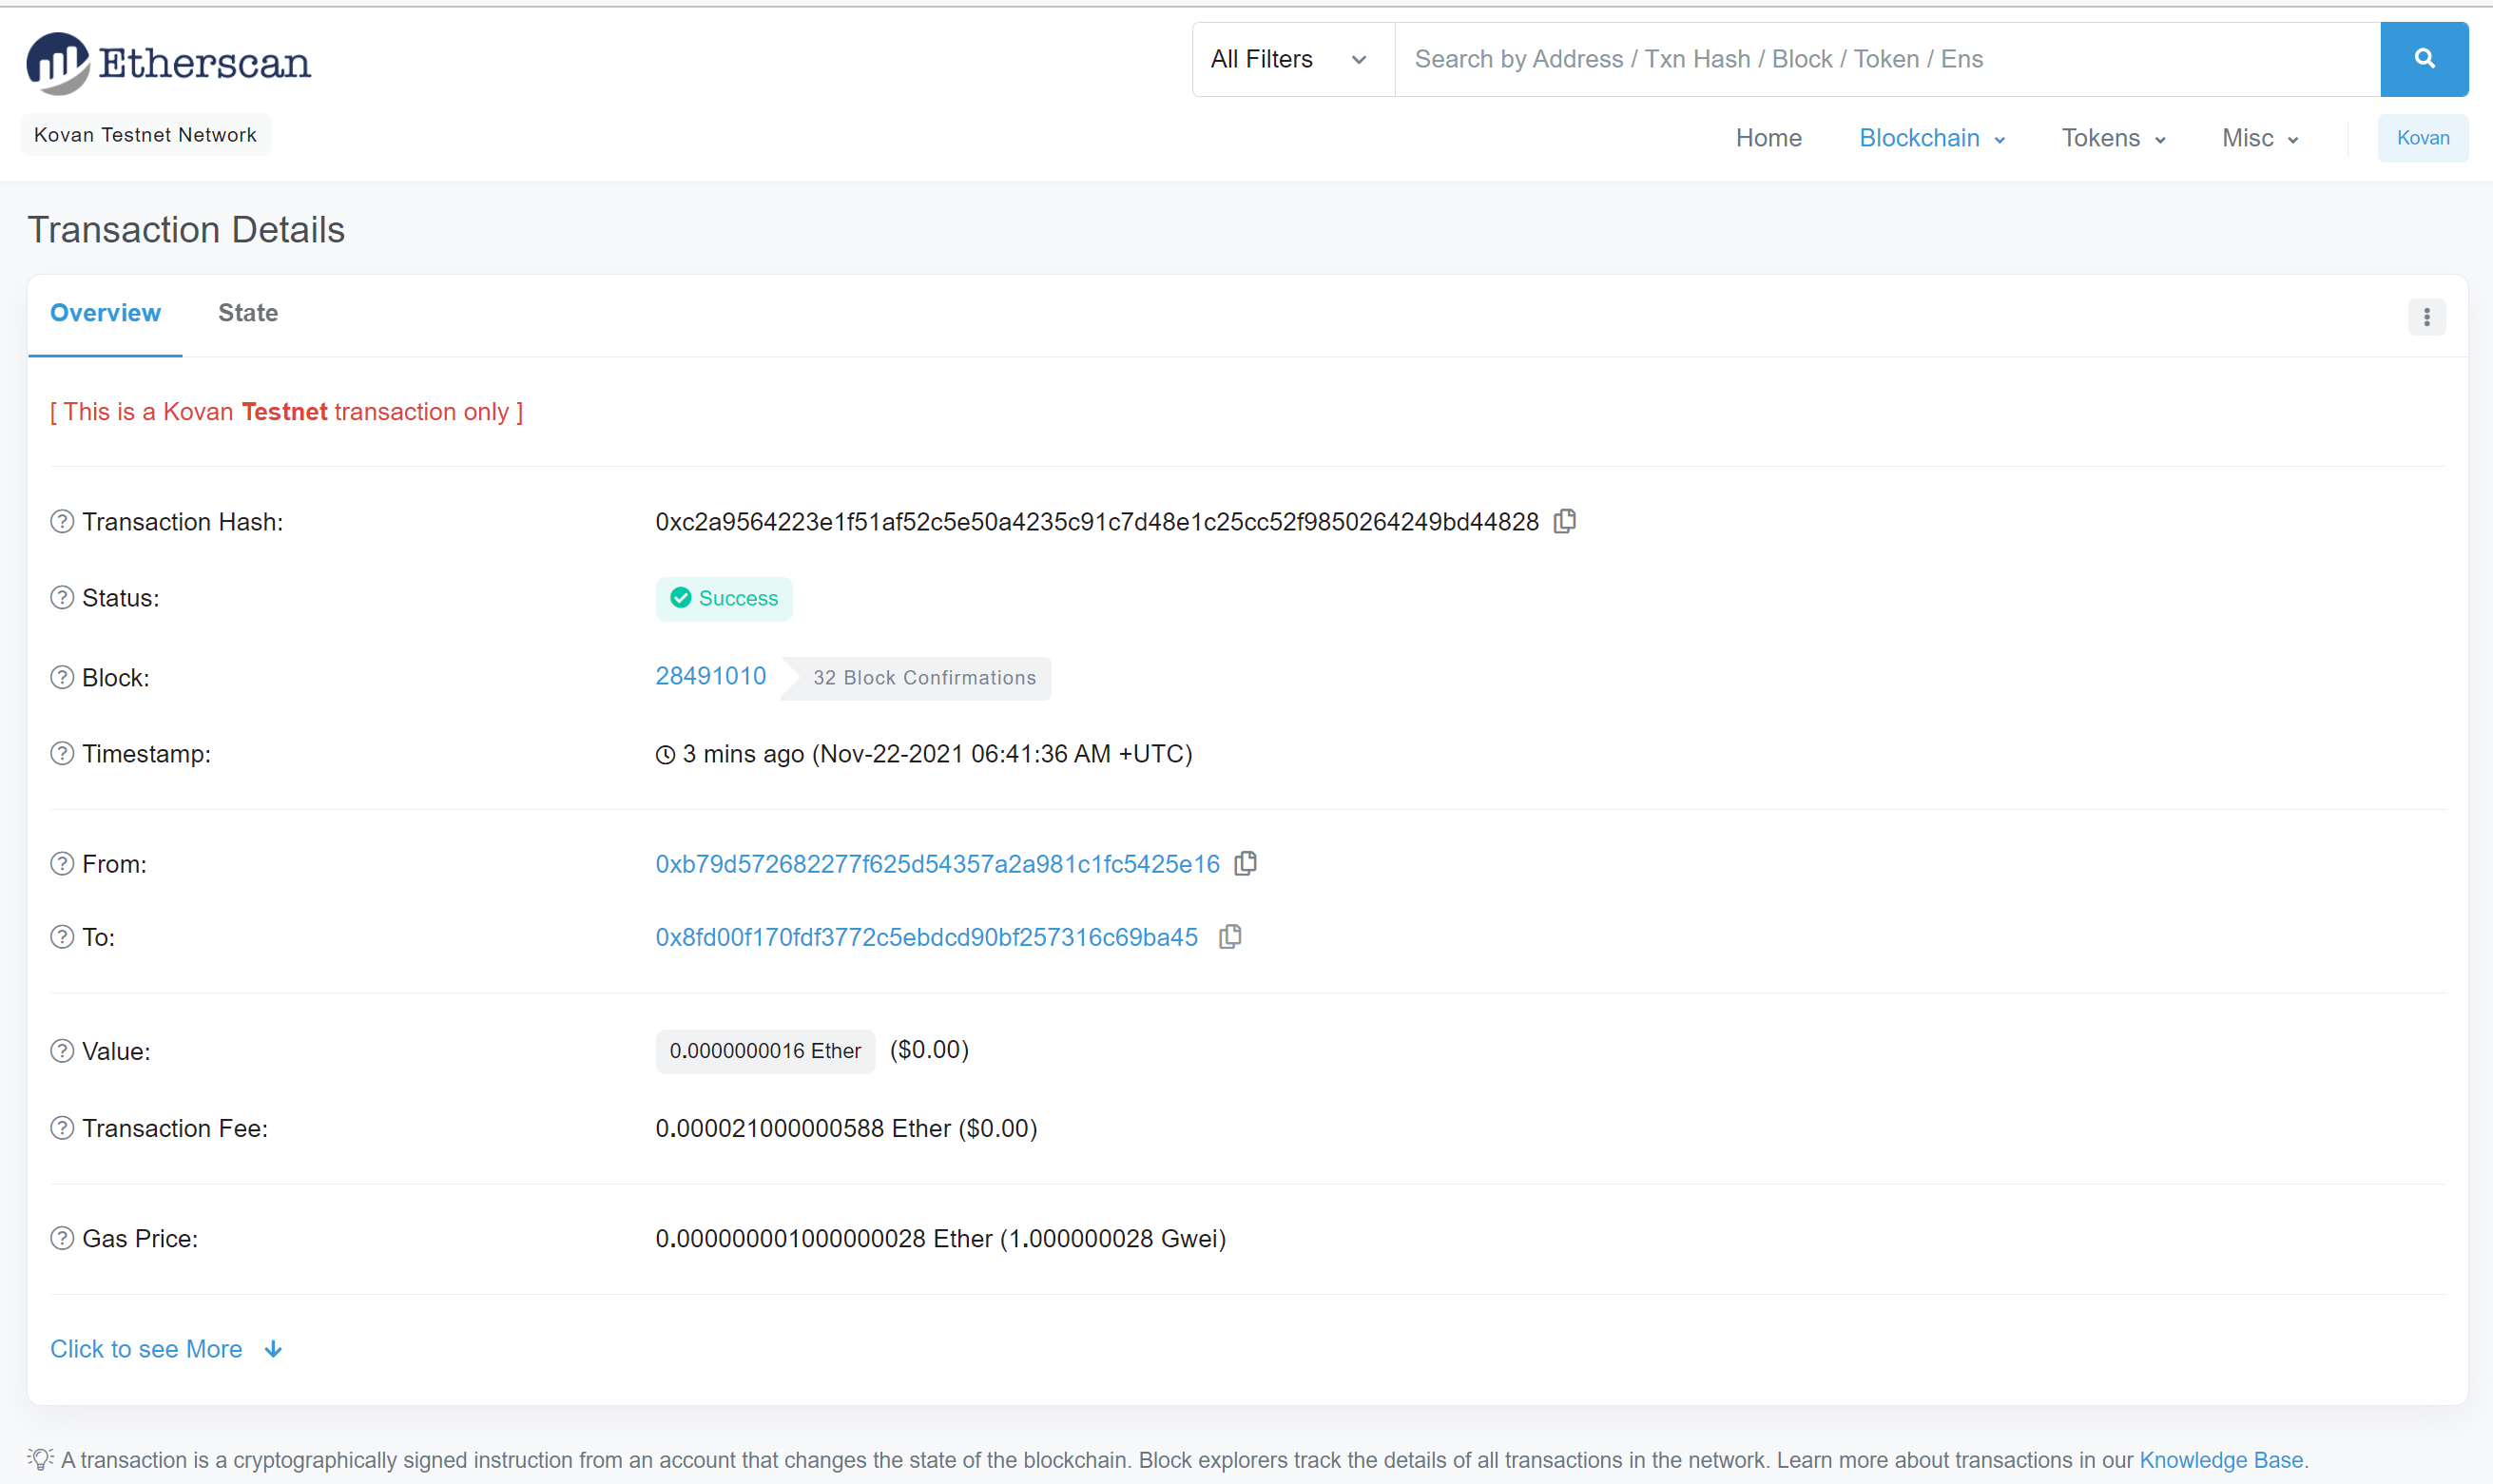 Etherscan
All Filters
Search by Address / Txn Hash / Block / Token / Ens
Kovan Testnet Network
Home Blockchain Tokens Misc Kovan
Transaction Details
Overview State
[ This is a Kovan Testnet transaction only ]
Transaction Hash: 0xc2a9564223e1f51af52c5e50a4235c91c7d48e1c25cc52f9850264249bd44828
Status: Success
Block: 28491010 32 Block Confirmations
Timestamp: 3 mins ago (Nov-22-2021 06:41:36 AM +UTC)
From: 0xb79d572682277f625d54357a2a981c1fc5425e16
To: 0x8fd00f170fdf3772c5ebdcd90bf257316c69ba45
Value: 0.0000000016 Ether ($0.00)
Transaction Fee: 0.000021000000588 Ether ($0.00)
Gas Price: 0.000000001000000028 Ether (1.000000028 Gwei)
Click to see More
A transaction is a cryptographically signed instruction from an account that changes the state of the blockchain. Block explorers track the details of all transactions in the network. Learn more about transactions in our Knowledge Base.